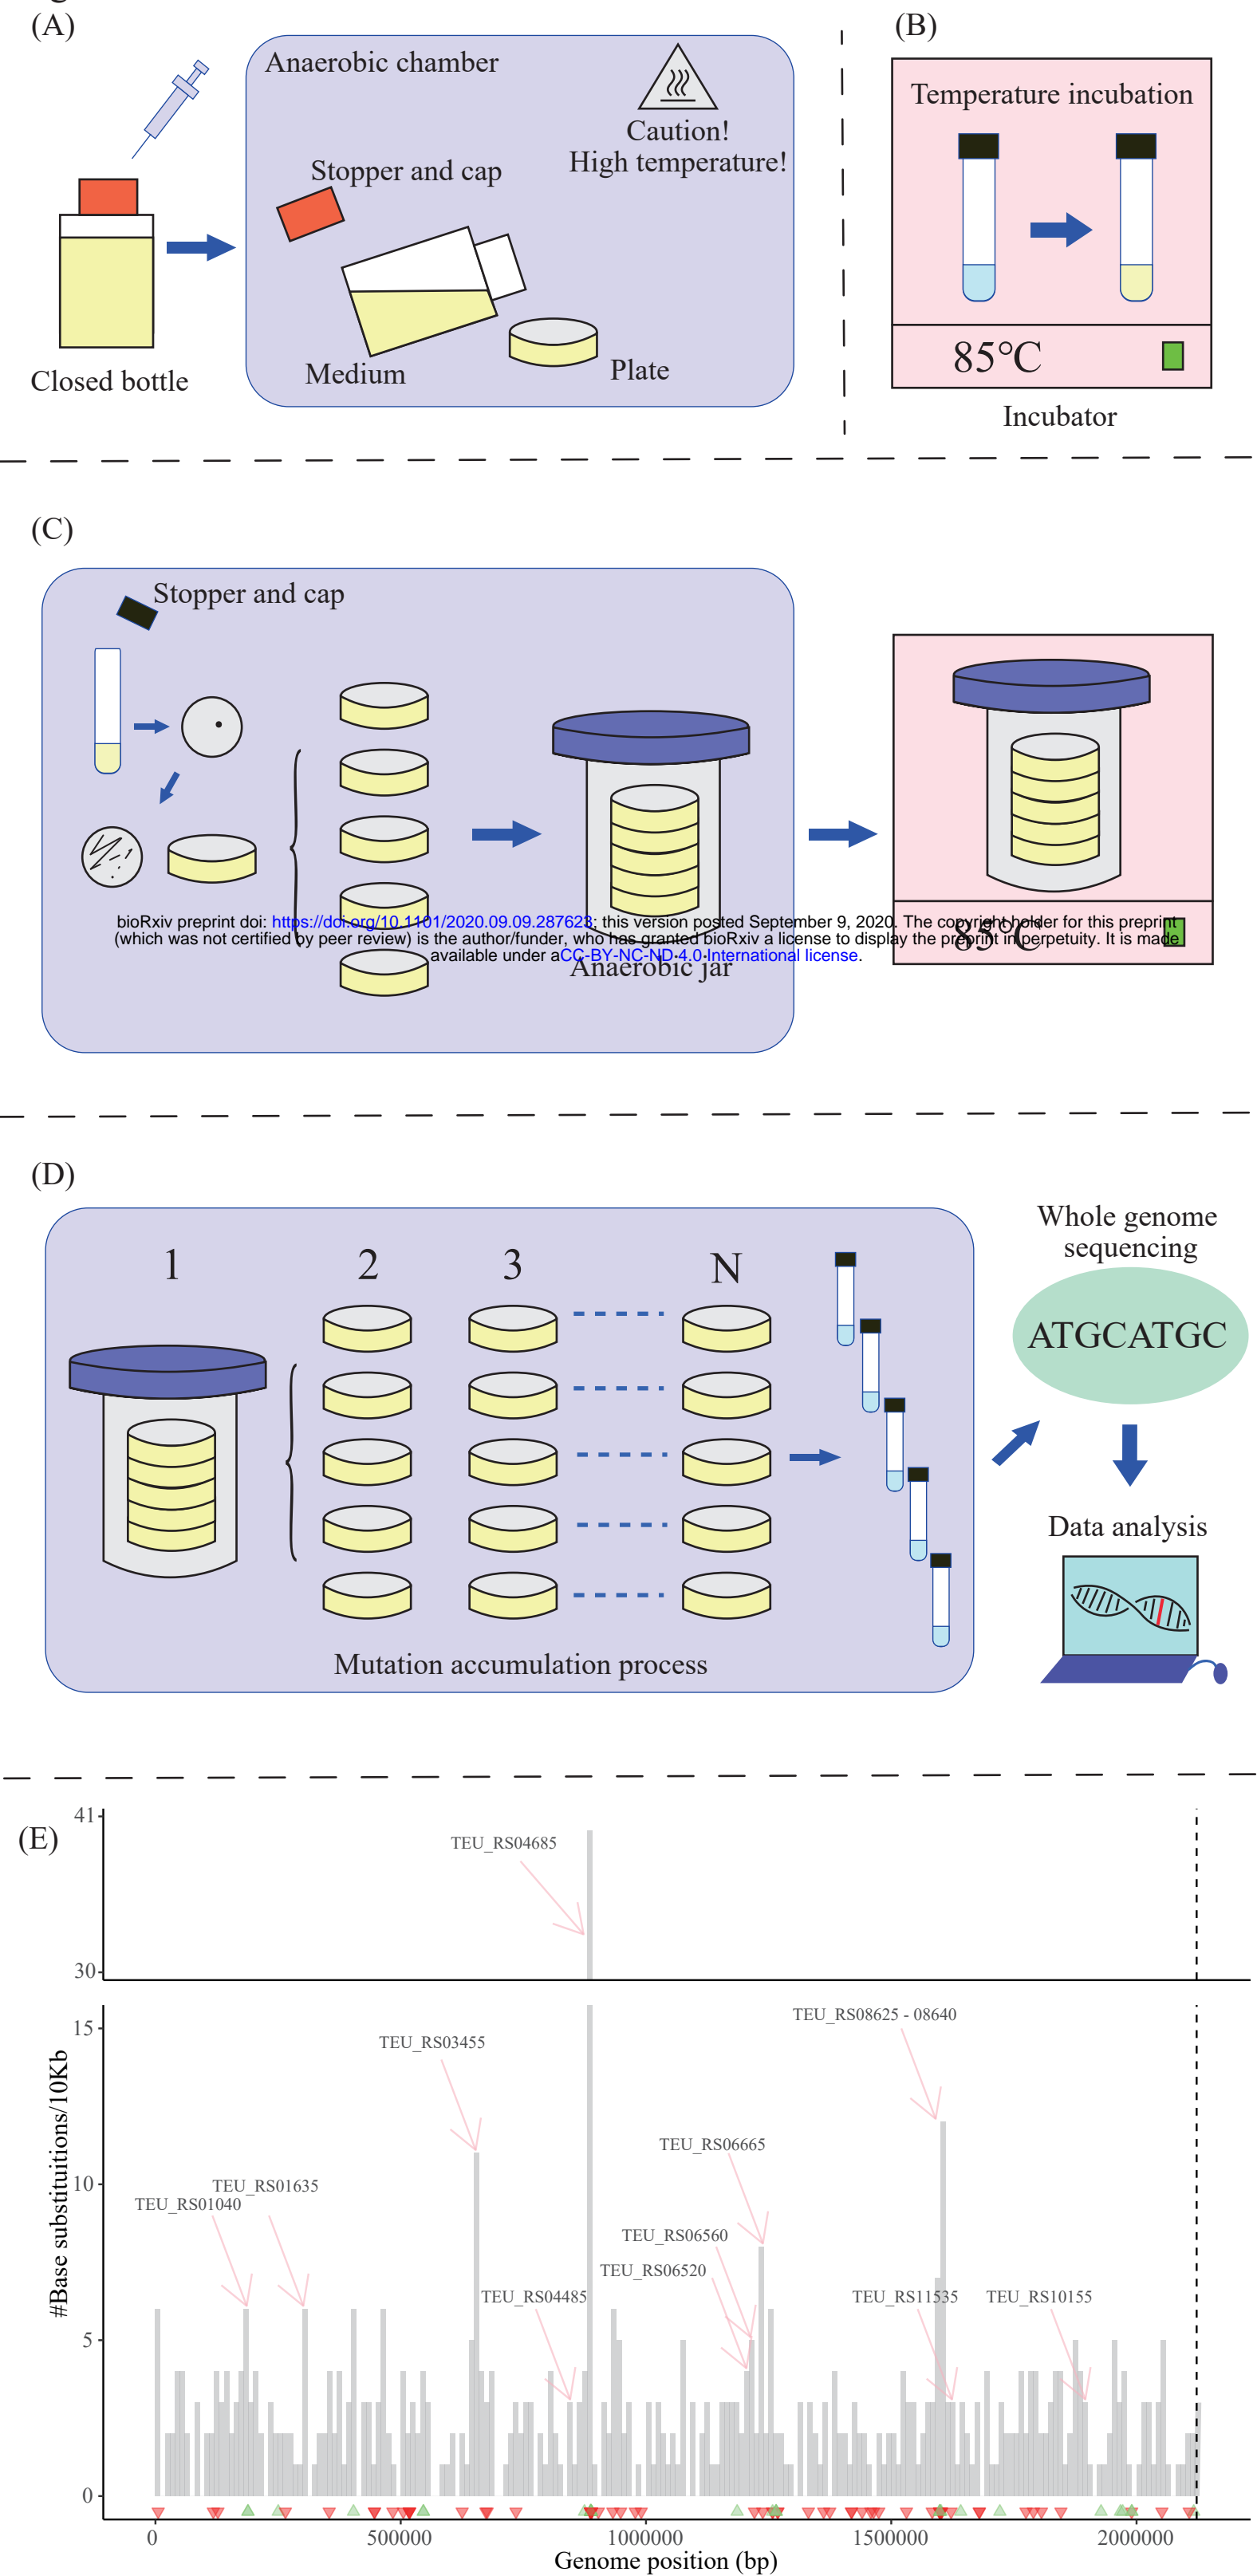 (A)
(B)
Anaerobic chamber
Caution!
High temperature!
Stopper and cap
Medium
Plate
Closed bottle
Temperature incubation
85°C
Incubator
(C)
Stopper and cap
Anaerobic jar
85°C
bioRxiv preprint doi: https://doi.org/10.1101/2020.09.09.287623; this version posted September 9, 2020. The copyright holder for this preprint
(which was not certified by peer review) is the author/funder, who has granted bioRxiv a license to display the preprint in perpetuity. It is made
available under aCC-BY-NC-ND 4.0 International license.
(D)
1
2
3
N
Mutation accumulation process
Whole genome
sequencing
ATGCATGC
Data analysis
(E)
41
30
TEU_RS04685
15
10
5
0
#Base substituitions/10Kb
TEU_RS08625 - 08640
TEU_RS03455
TEU_RS06665
TEU_RS01635
TEU_RS01040
TEU_RS06560
TEU_RS06520
TEU_RS04485
TEU_RS11535
TEU_RS10155
0
500000
1000000
1500000
2000000
Genome position (bp)